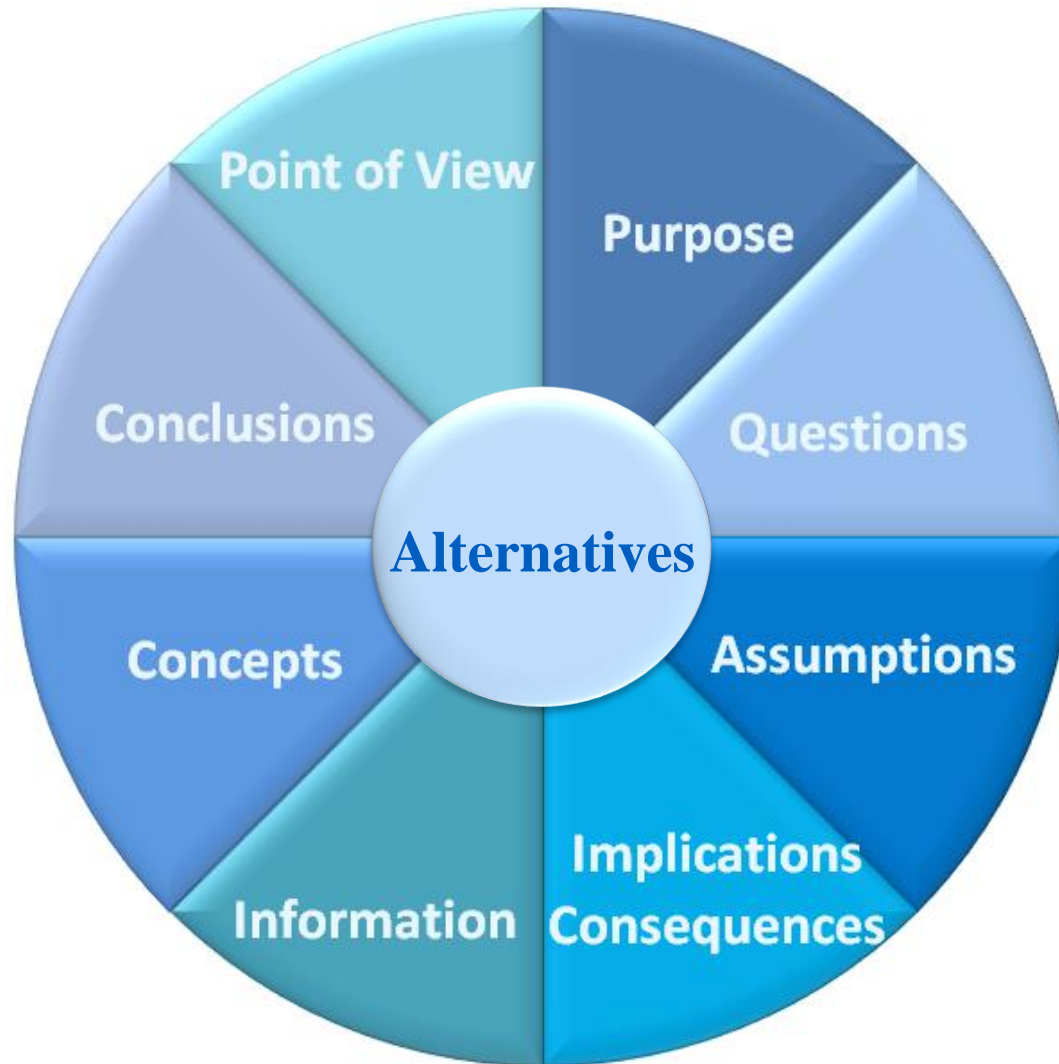 Point of View
Purpose
Conclusions
Questions
Alternatives
Concepts
Assumptions
Implications
Consequences
Information